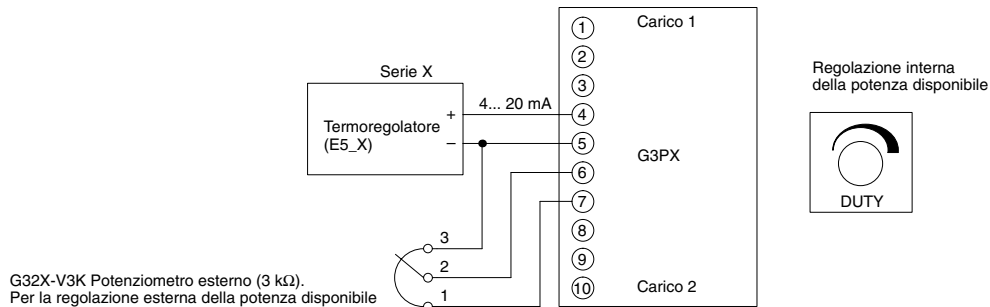 Serie X
Termoregolatore
(E5_X)
+
–
4... 20 mA
1
2
3
4
5
6
7
8
9
10
Carico 1
G3PX
Carico 2
3
2
1
G32X-V3K Potenziometro esterno (3 kΩ).
Per la regolazione esterna della potenza disponibile
Regolazione interna
della potenza disponibile
DUTY